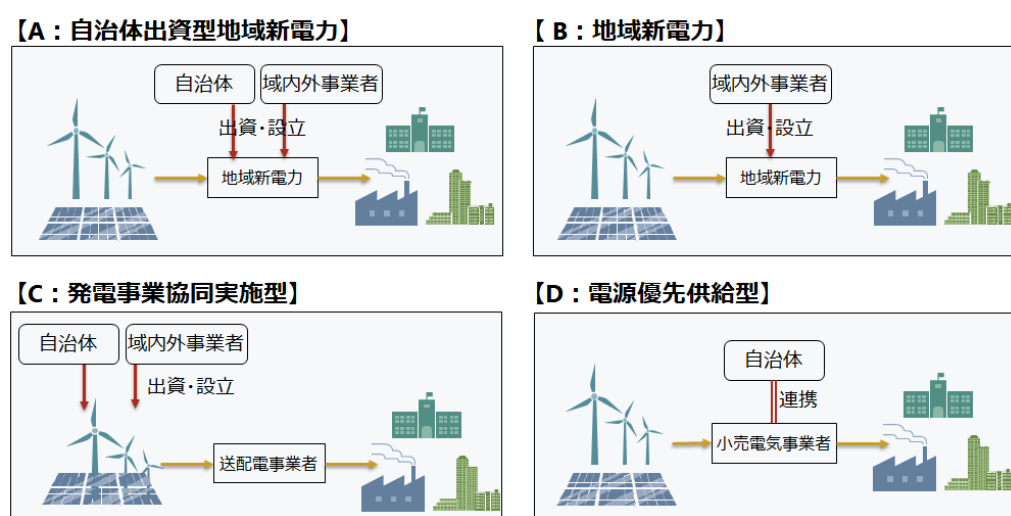 【A：自治体出資型地域新電力】
自治体
域内外事業者
出資・設立
地域新電力
【 B：地域新電力】
域内外事業者
出資・設立
地域新電力
【C：発電事業協同実施型】
自治体
域内外事業者
出資・設立
送配電事業者
【D：電源優先供給型】
自治体
連携
小売電気事業者